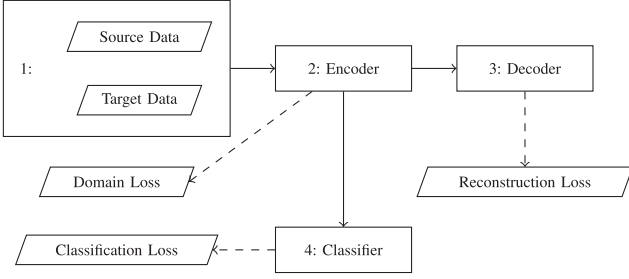 Source Data
1:
Target Data
2: Encoder
3: Decoder
Domain Loss
Reconstruction Loss
Classification Loss
4: Classifier